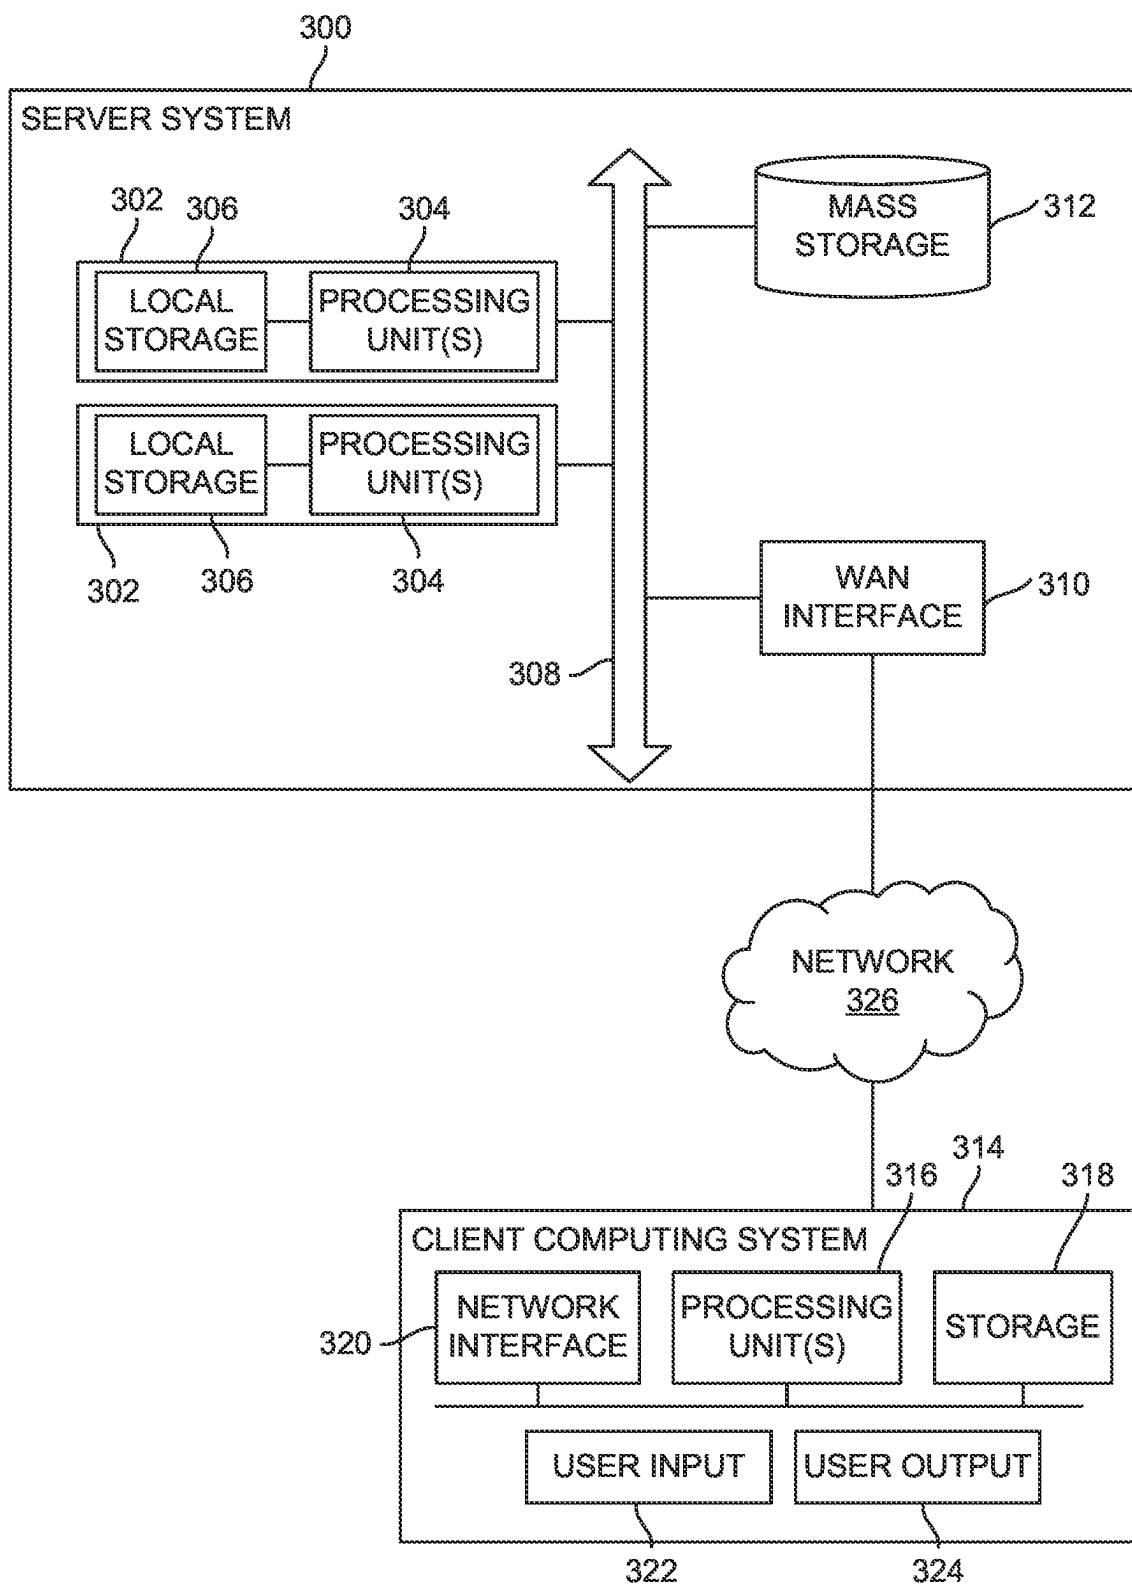 300
SERVER SYSTEM
302
306
304
LOCAL
STORAGE
PROCESSING
UNIT(S)
MASS
STORAGE
312
LOCAL
STORAGE
PROCESSING
UNIT(S)
302
306
304
308
WAN
INTERFACE
310
NETWORK
326
314
316
318
CLIENT COMPUTING SYSTEM
320
NETWORK
INTERFACE
PROCESSING
UNIT(S)
STORAGE
USER INPUT
USER OUTPUT
322
324